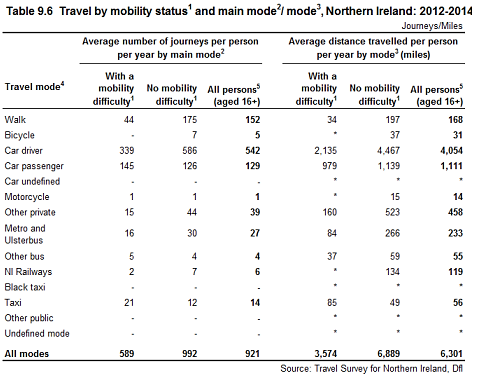 Table 9.6 Travel by mobility status1 and main mode2/ mode3, Northern Ireland: 2012-2014
Journeys/Miles
Average number of journeys per person per year by main mode2 Average distance travelled per person per year by mode3 (miles)
Travel mode4 With a mobility difficulty1 No mobility difficulty1 All persons5 (aged 16+) With a mobility difficulty1 No mobility difficulty1 All persons5 (aged 16+)
Walk 44 175 152 34 197 168
Bicycle - 7 5 * 37 31
Car driver 339 586 542 2,135 4,467 4,054
Car passenger 145 126 129 979 1,139 1,111
Car undefined - - - * * *
Motorcycle 1 1 1 * 15 14
Other private 15 44 39 160 523 458
Metro and Ulsterbus 16 30 27 84 266 233
Other bus 5 4 4 37 59 55
NI Railways 2 7 6 * 134 119
Black taxi - - - * * *
Taxi 21 12 14 85 49 56
Other public - - - * * *
Undefined mode - - - * * *
All modes 589 992 921 3,574 6,889 6,301
Source: Travel Survey for Northern Ireland, DfI